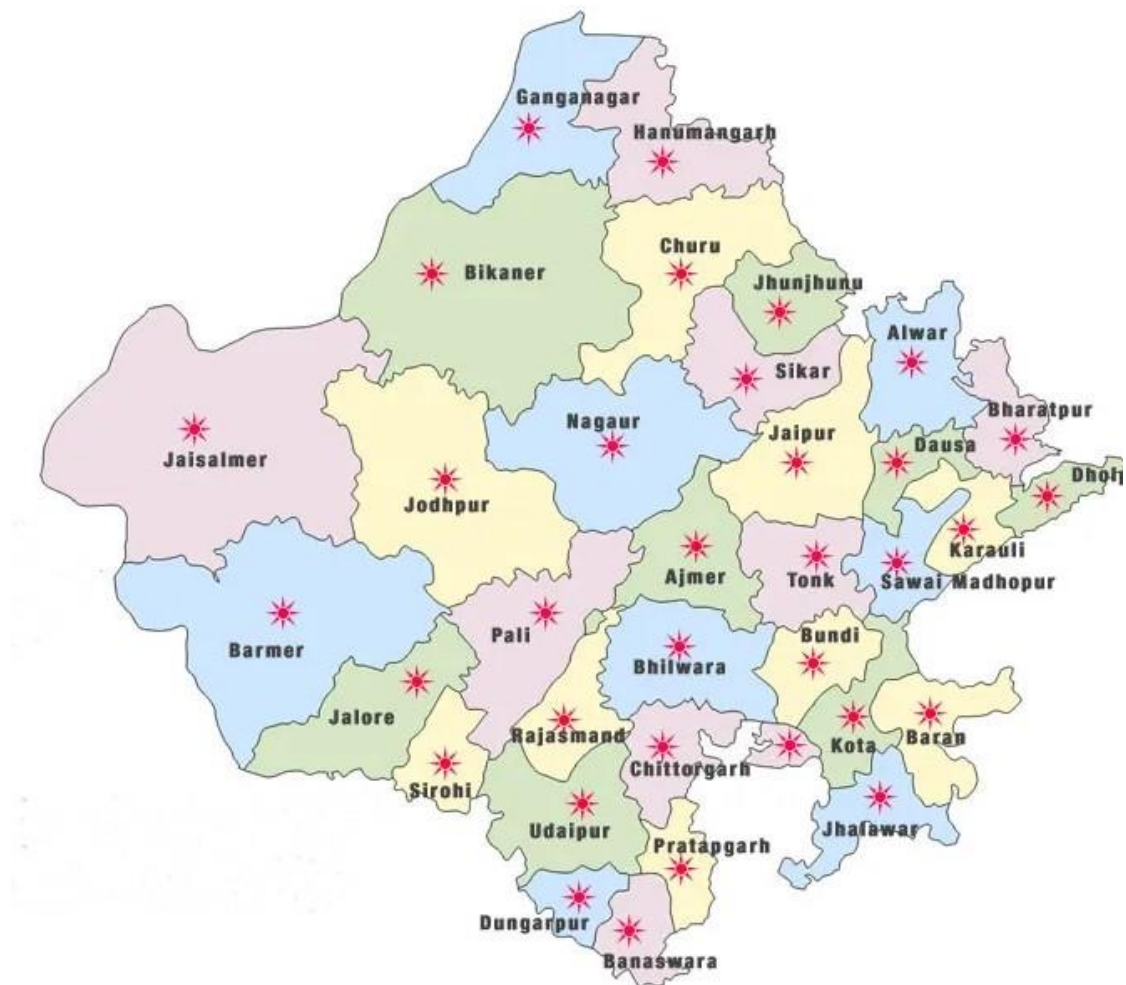 Ganganagar
Hanumangarh
Churu
Bikaner
Jhunjhunu
Alwar
Sikar
Bharatpur
Nagaur
Jaipur
Dausa
Jaisalmer
Dholp
Jodhpur
Karauli
Ajmer
Tonk
Sawai Madhopur
Pali
Bundi
Barmer
Bhilwara
Jalore
Rajasmand
Kota
Baran
Chittorgarh
Sirohi
Udaipur
Jhalawar
Pratapgarh
Dungarpur
Banaswara